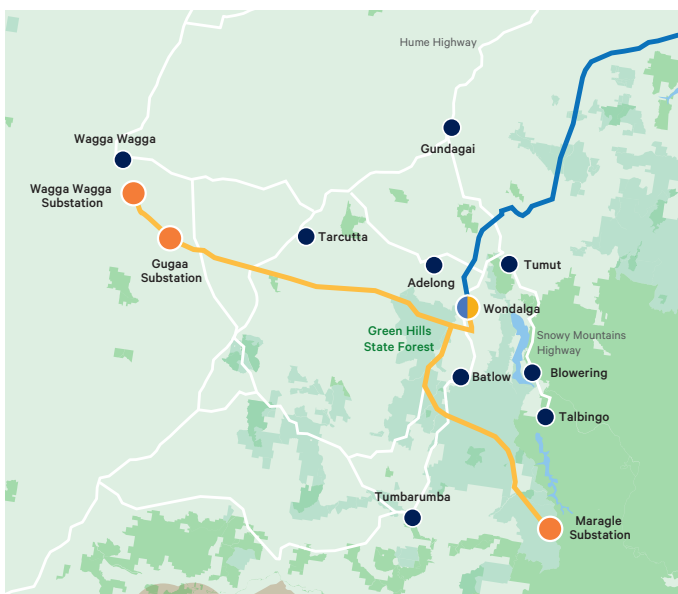 Hume Highway
Wagga Wagga
Gundagai
Wagga Wagga
Substation
Tarcutta
Gugaa
Substation
Tumut
Adelong
Wondalga
Green Hills
State Forest
Snowy Mountains
Highway
Batlow
Blowering
Talbingo
Tumbarumba
Maragle
Substation